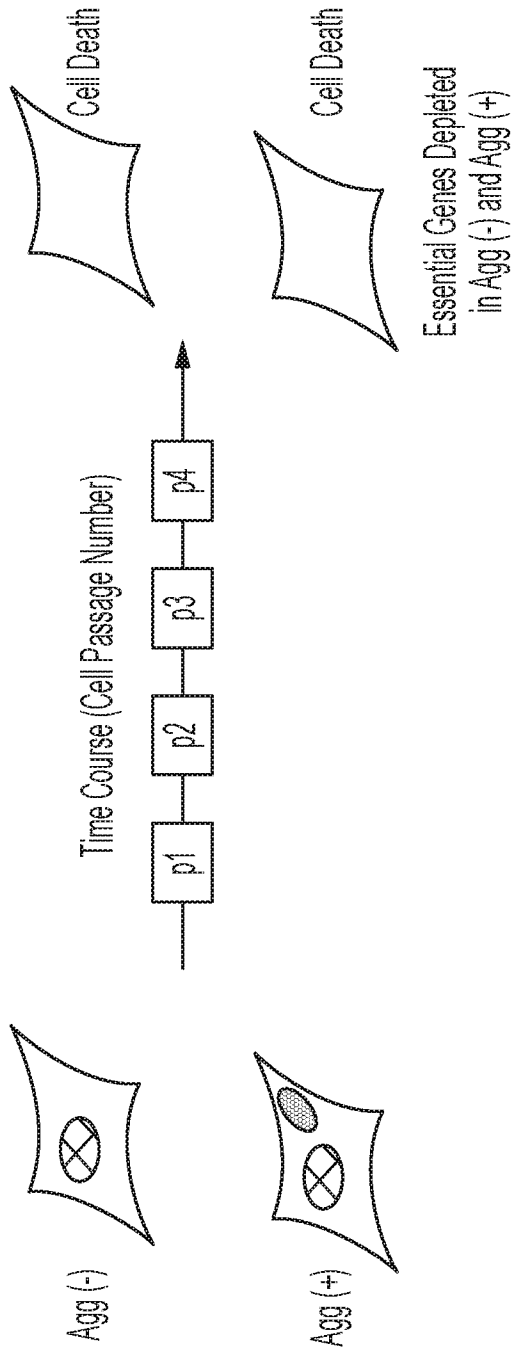 Agg (-)
Time Course (Cell Passage Number)
p1
p2
p3
p4
Cell Death
Agg (+)
Cell Death
Essential Genes Depleted
in Agg (-) and Agg (+)